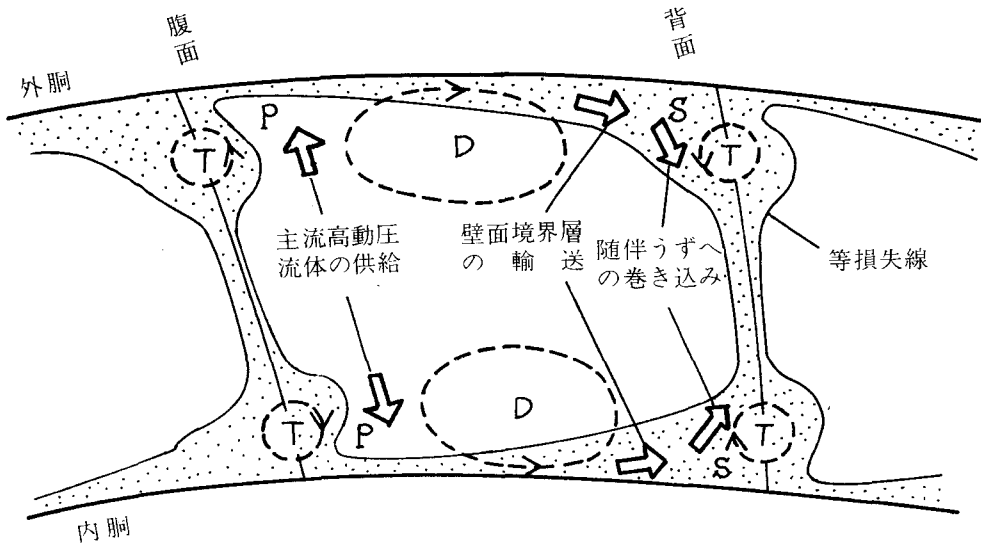 腹面
背面
外胴
P
S
T
D
T
主流高動圧
流体の供給
壁面境界層
の輸送
随伴うずへ
の巻き込み
等損失線
T
P
D
S
T
内胴